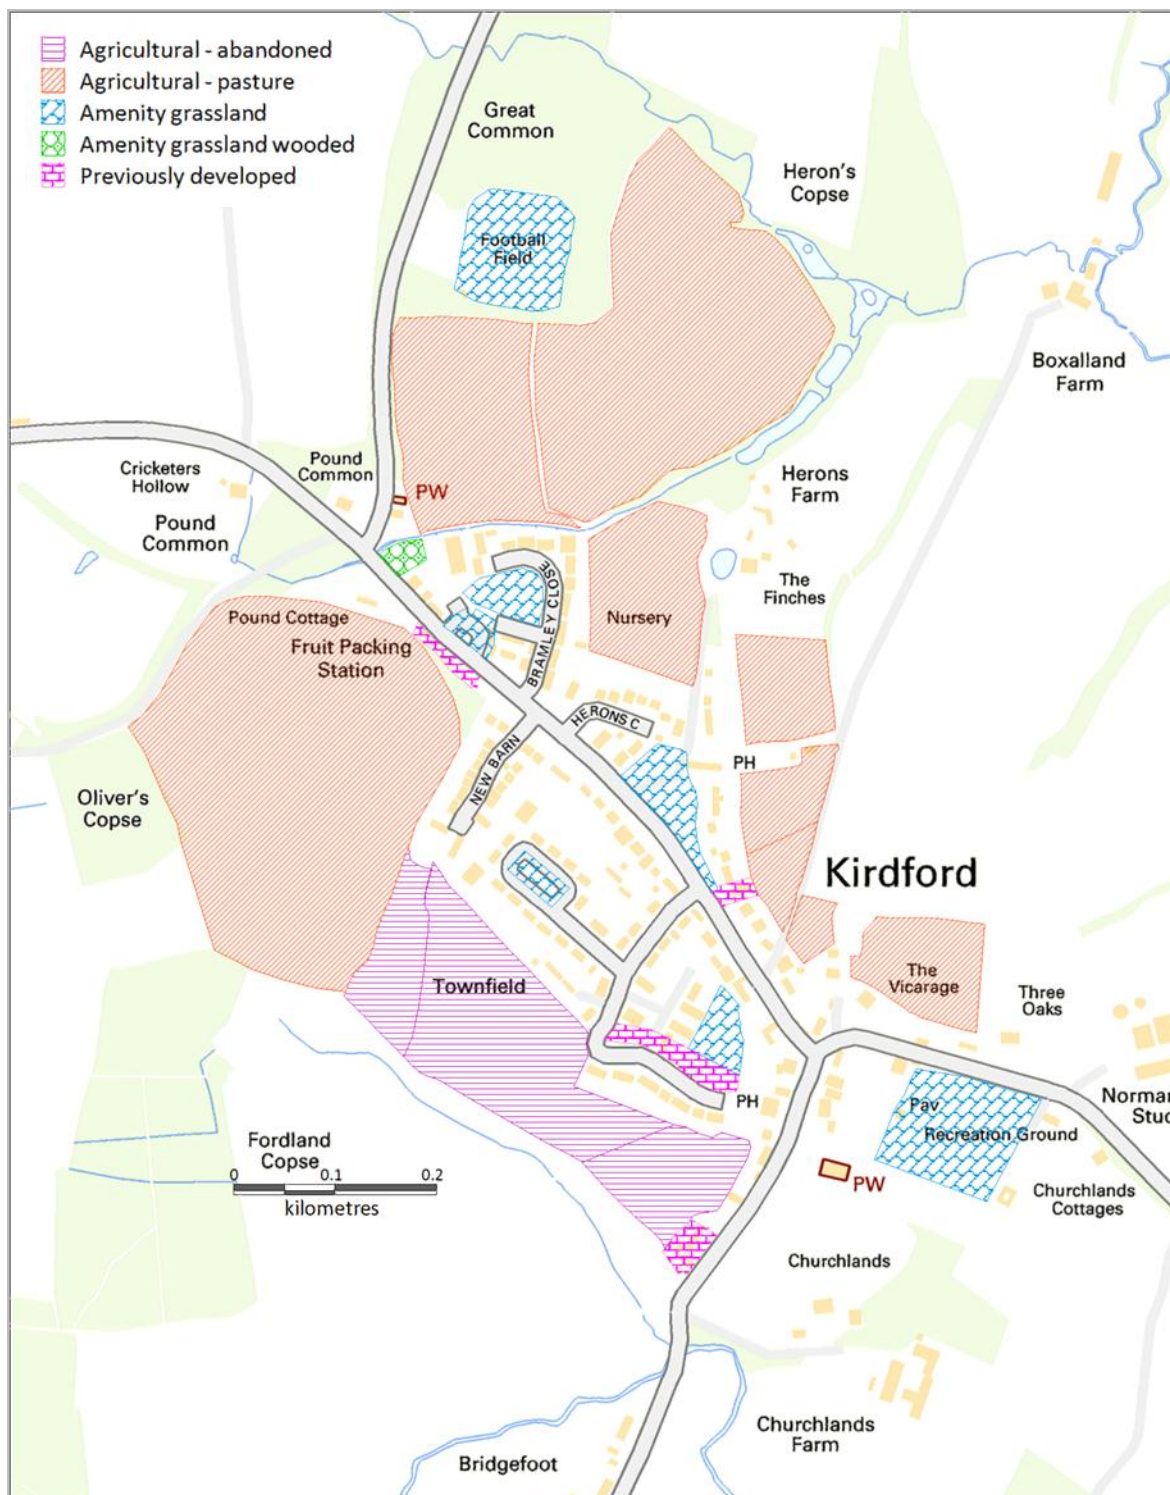 Agricultural - abandoned
Agricultural - pasture
Amenity grassland
Amenity grassland wooded
Previously developed
Great
Common
Heron's
Copse
Football
Field
Boxalland
Farm
Cricketers
Hollow
Pound
Common
PW
Herons
Farm
Pound
Common
The
Finches
Pound Cottage
Nursery
Fruit Packing
Station
BRAMLEY CLOSE
HERONS C
NEW BARN
PH
Oliver's
Copse
Kirdford
Townfield
The
Vicarage
Three
Oaks
Norman
Stud
PH
Pav
Recreation Ground
Fordland
Copse
0 0.1 0.2
kilometres
PW
Churchlands
Cottages
Churchlands
Churchlands
Farm
Bridgefoot